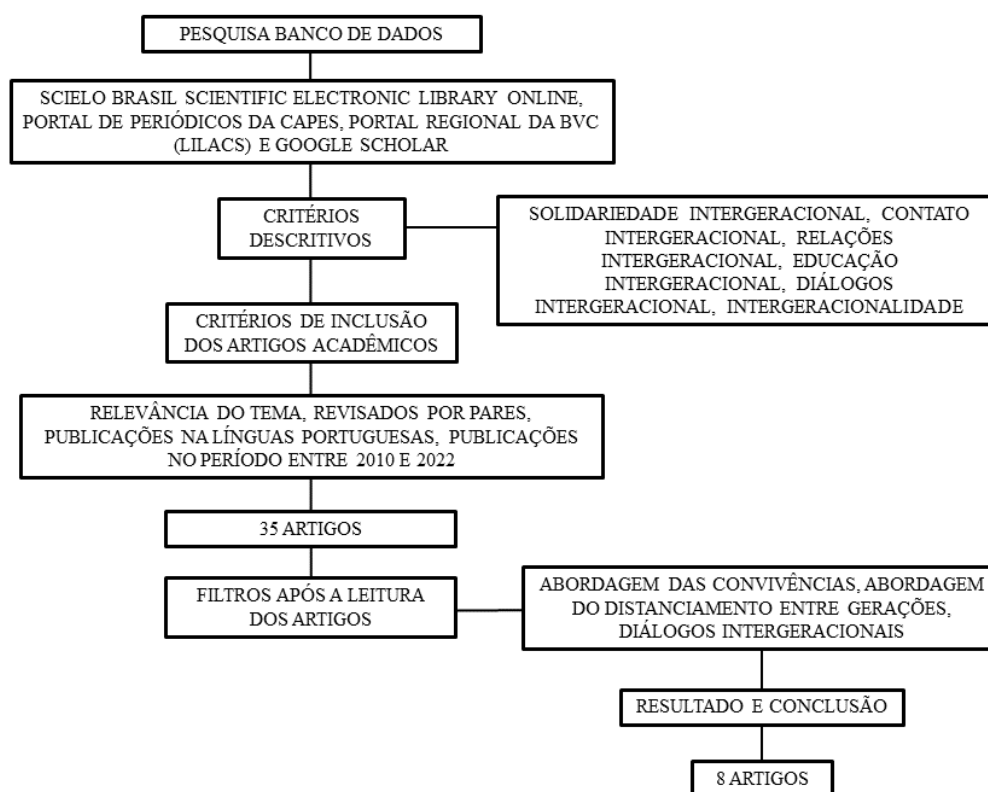 PESQUISA BANCO DE DADOS
SCIELO BRASIL SCIENTIFIC ELECTRONIC LIBRARY ONLINE,
PORTAL DE PERIÓDICOS DA CAPES, PORTAL REGIONAL DA BVC
(LILACS) E GOOGLE SCHOLAR
CRITÉRIOS
DESCRITIVOS
SOLIDARIEDADE INTERGERACIONAL, CONTATO
INTERGERACIONAL, RELAÇÕES
INTERGERACIONAL, EDUCAÇÃO
INTERGERACIONAL, DIÁLOGOS
INTERGERACIONAL, INTERGERACIONALIDADE
CRITÉRIOS DE INCLUSÃO
DOS ARTIGOS ACADÊMICOS
RELEVÂNCIA DO TEMA, REVISADOS POR PARES,
PUBLICAÇÕES NA LÍNGUAS PORTUGUESAS, PUBLICAÇÕES
NO PERÍODO ENTRE 2010 E 2022
35 ARTIGOS
FILTROS APÓS A LEITURA
DOS ARTIGOS
ABORDAGEM DAS CONVIVÊNCIAS, ABORDAGEM
DO DISTANCIAMENTO ENTRE GERAÇÕES,
DIÁLOGOS INTERGERACIONAIS
RESULTADO E CONCLUSÃO
8 ARTIGOS